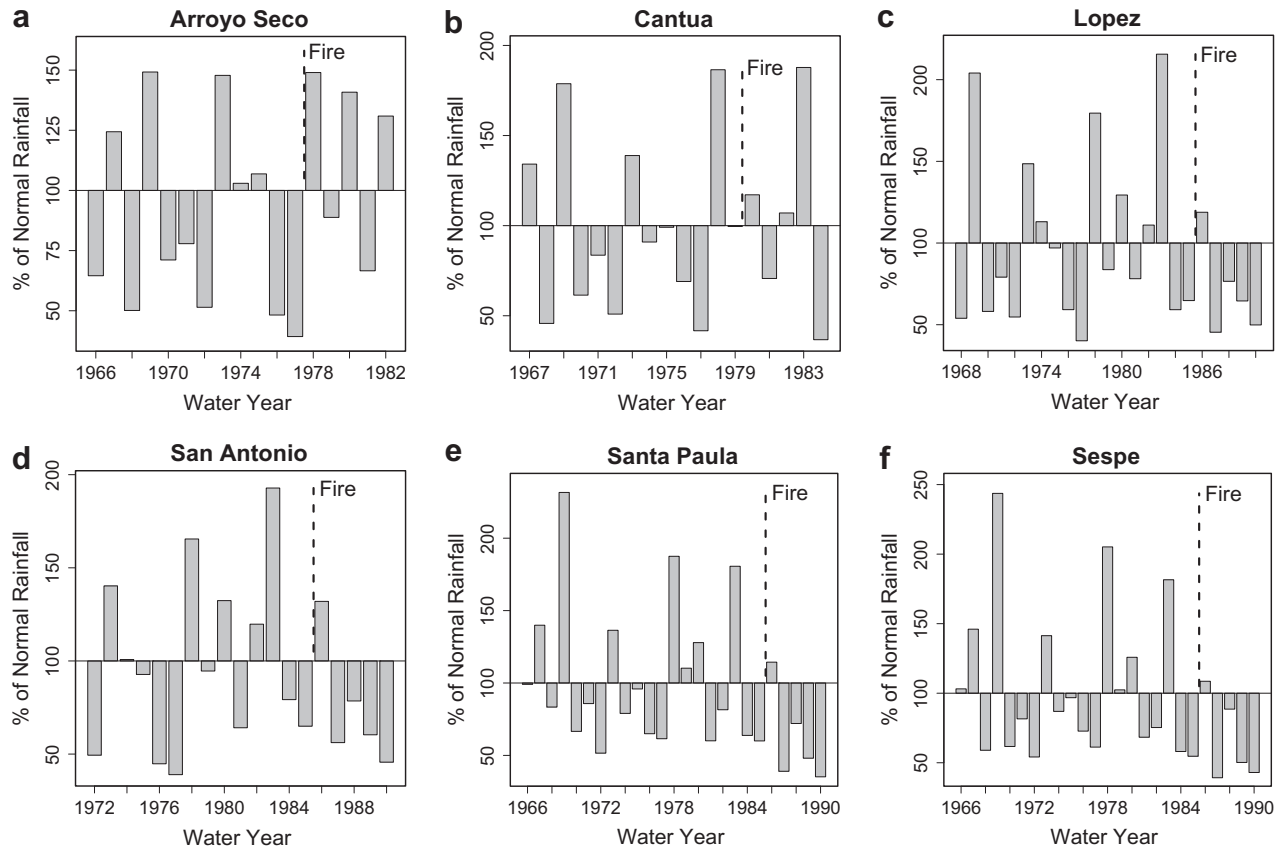 a Arroyo Seco
% of Normal Rainfall
150
125
100
75
50
Fire
1966 1970 1974 1978 1982
Water Year
b Cantua
% of Normal Rainfall
200
150
100
50
Fire
1967 1971 1975 1979 1983
Water Year
c Lopez
% of Normal Rainfall
200
150
100
50
Fire
1968 1974 1980 1986
Water Year
d San Antonio
% of Normal Rainfall
200
150
100
50
Fire
1972 1976 1980 1984 1988
Water Year
e Santa Paula
% of Normal Rainfall
200
150
100
50
Fire
1966 1972 1978 1984 1990
Water Year
f Sespe
% of Normal Rainfall
250
200
150
100
50
Fire
1966 1972 1978 1984 1990
Water Year